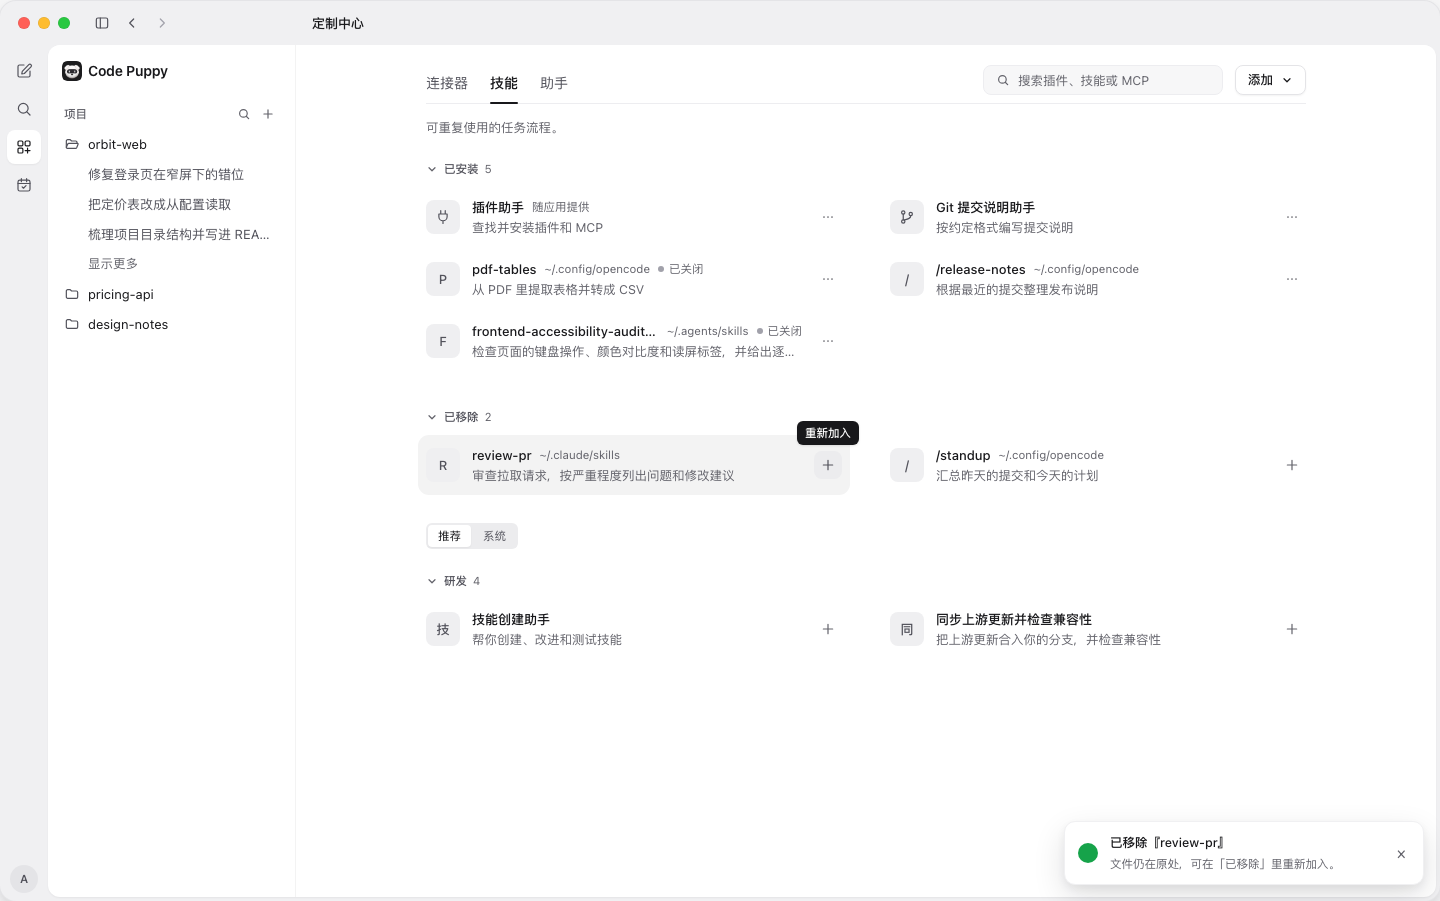 定制中心
Code Puppy
项目
orbit-web
修复登录页在窄屏下的错位
把定价表改成从配置读取
梳理项目目录结构并写进 REA...
显示更多
pricing-api
design-notes
A
连接器 技能 助手
搜索插件、技能或 MCP
添加
可重复使用的任务流程。
已安装 5
插件助手 随应用提供
查找并安装插件和 MCP
Git 提交说明助手
按约定格式编写提交说明
P
pdf-tables ~/.config/opencode 已关闭
从 PDF 里提取表格并转成 CSV
/
/release-notes ~/.config/opencode
根据最近的提交整理发布说明
F
frontend-accessibility-audit... ~/.agents/skills 已关闭
检查页面的键盘操作、颜色对比度和读屏标签，并给出逐...
已移除 2
重新加入
R
review-pr ~/.claude/skills
审查拉取请求，按严重程度列出问题和修改建议
/
/standup ~/.config/opencode
汇总昨天的提交和今天的计划
推荐 系统
研发 4
技
技能创建助手
帮你创建、改进和测试技能
同
同步上游更新并检查兼容性
把上游更新合入你的分支，并检查兼容性
已移除『review-pr』
文件仍在原处，可在「已移除」里重新加入。